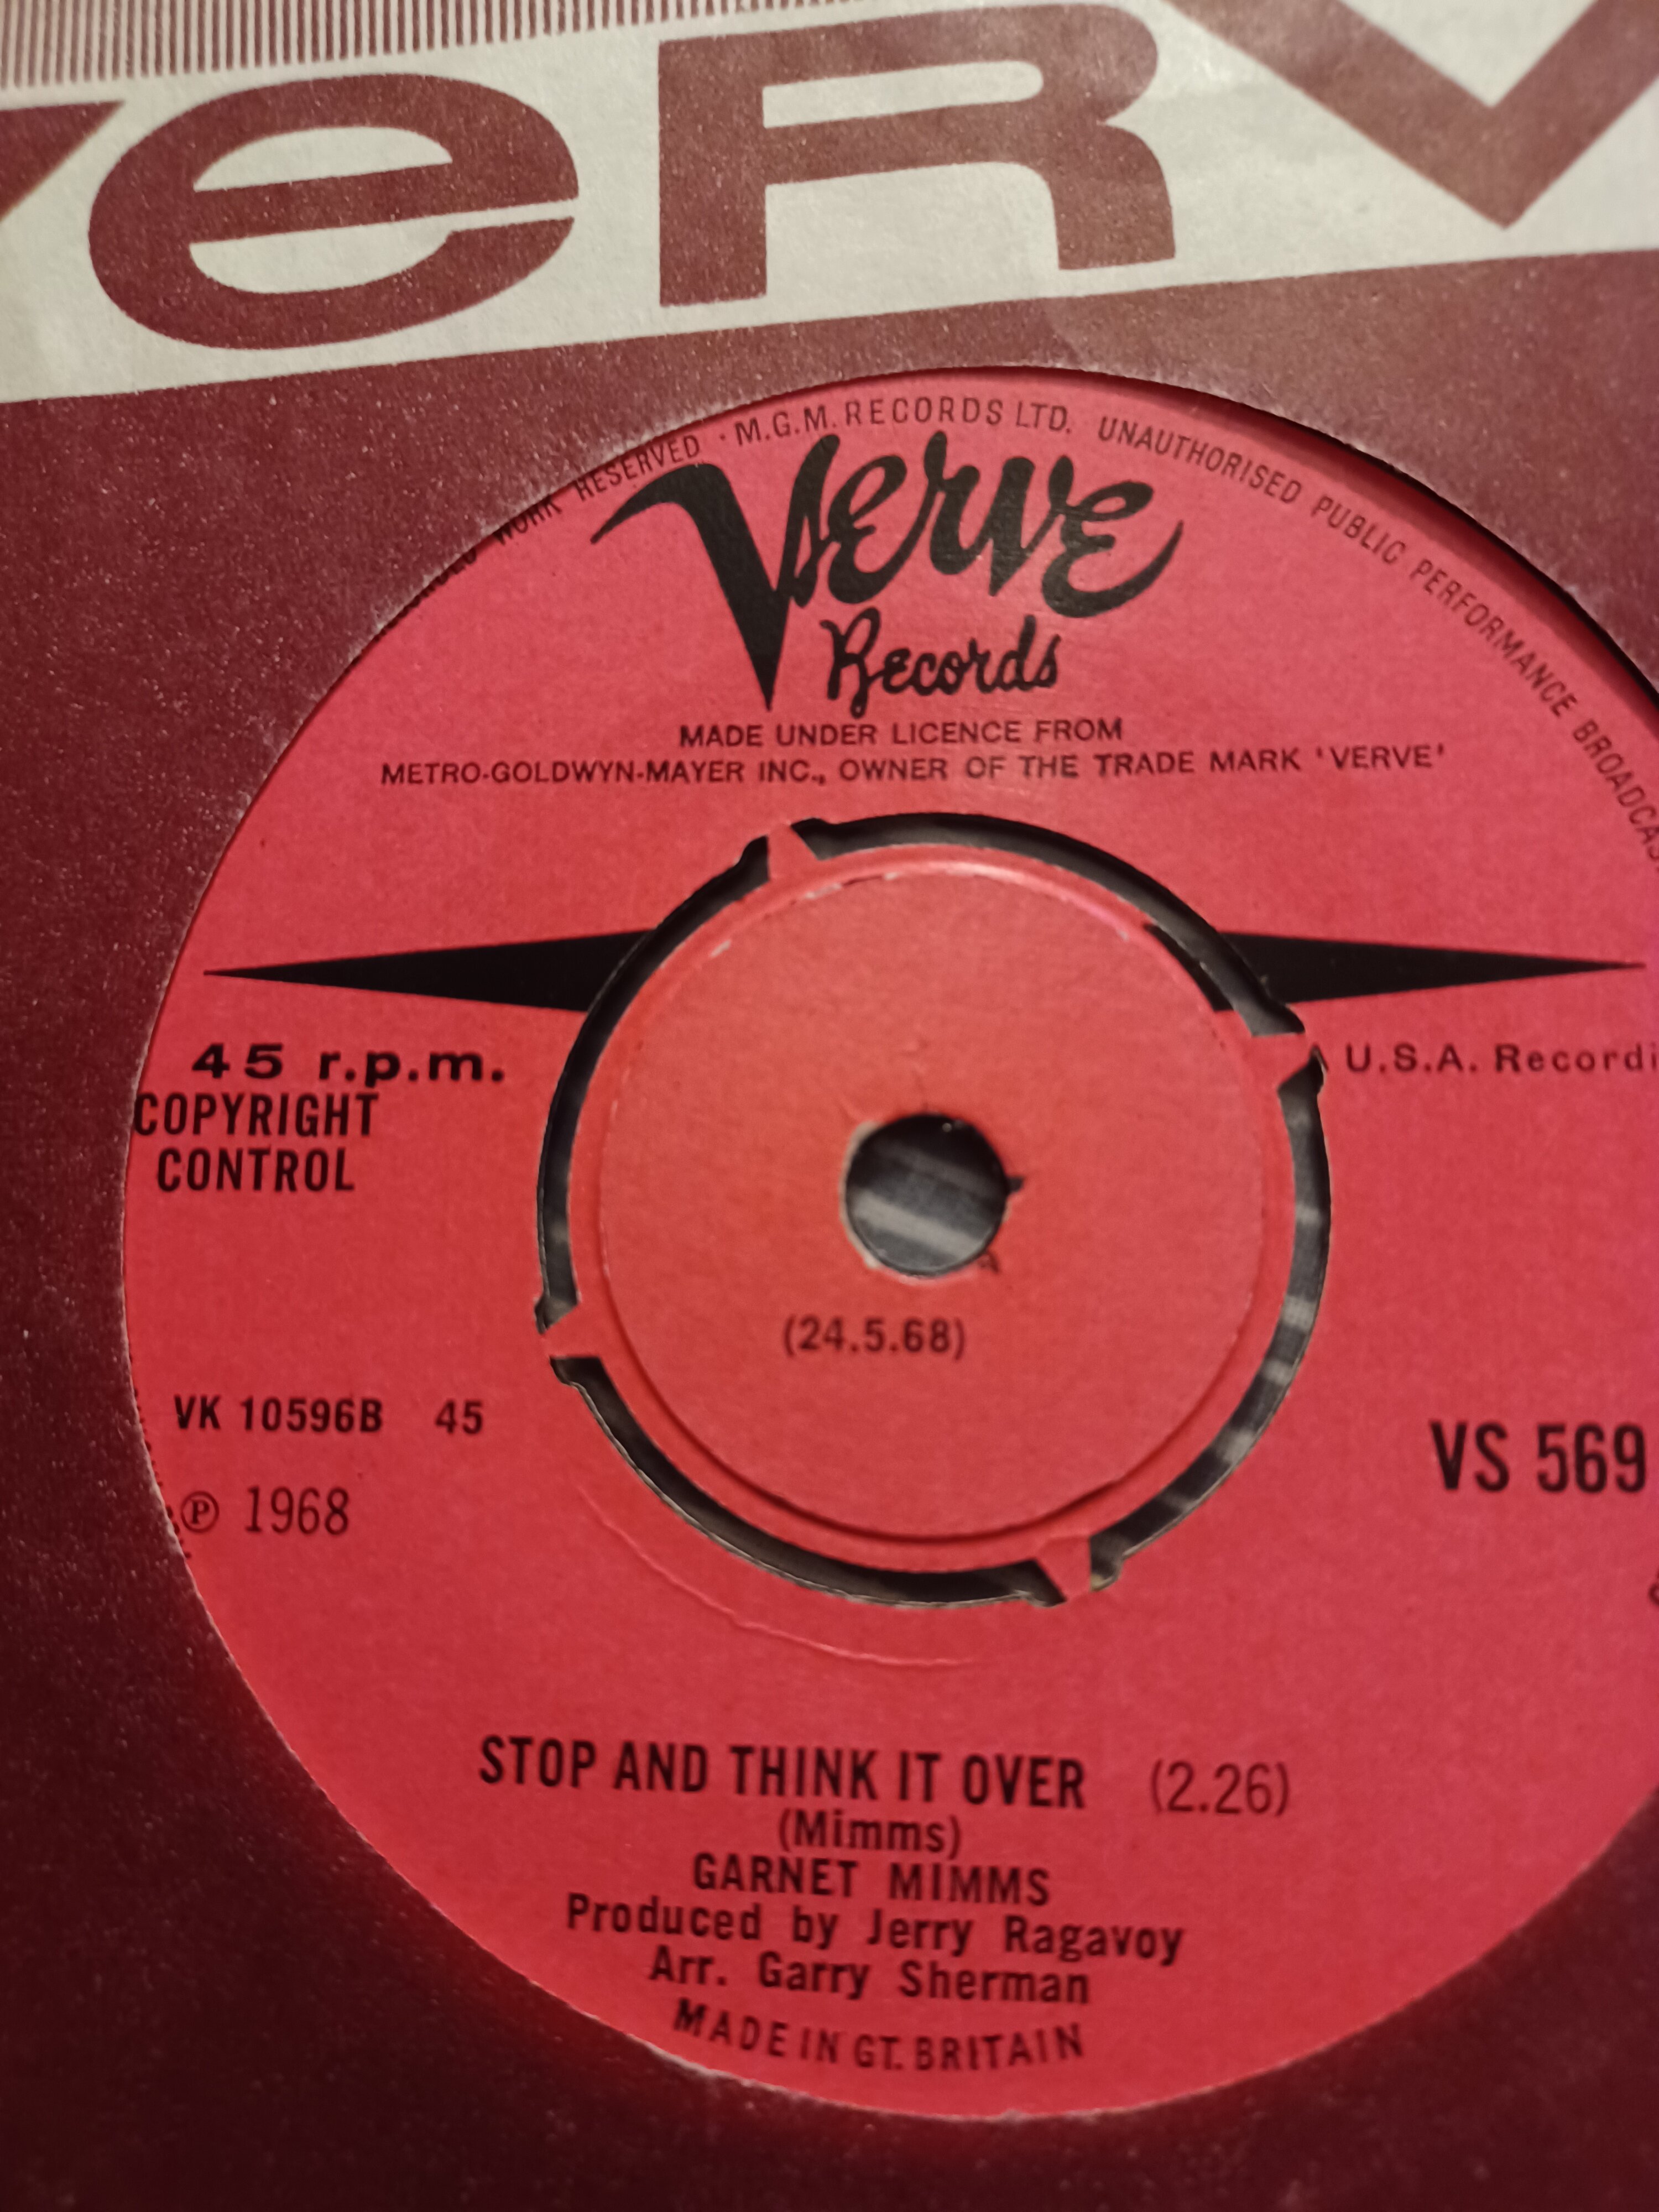 VERV
WORK RESERVED · M.G.M. RECORDS LTD. UNAUTHORISED PUBLIC PERFORMANCE
Verve
Records
MADE UNDER LICENCE FROM
METRO-GOLDWYN-MAYER INC., OWNER OF THE TRADE MARK 'VERVE'
45 r.p.m.
U.S.A.
COPYRIGHT
CONTROL
(24.5.68)
VK 10596B 45
VS 569
℗ 1968
STOP AND THINK IT OVER (2.26)
(Mimms)
GARNET MIMMS
Produced by Jerry Ragavoy
Arr. Garry Sherman
MADE IN GT. BRITAIN